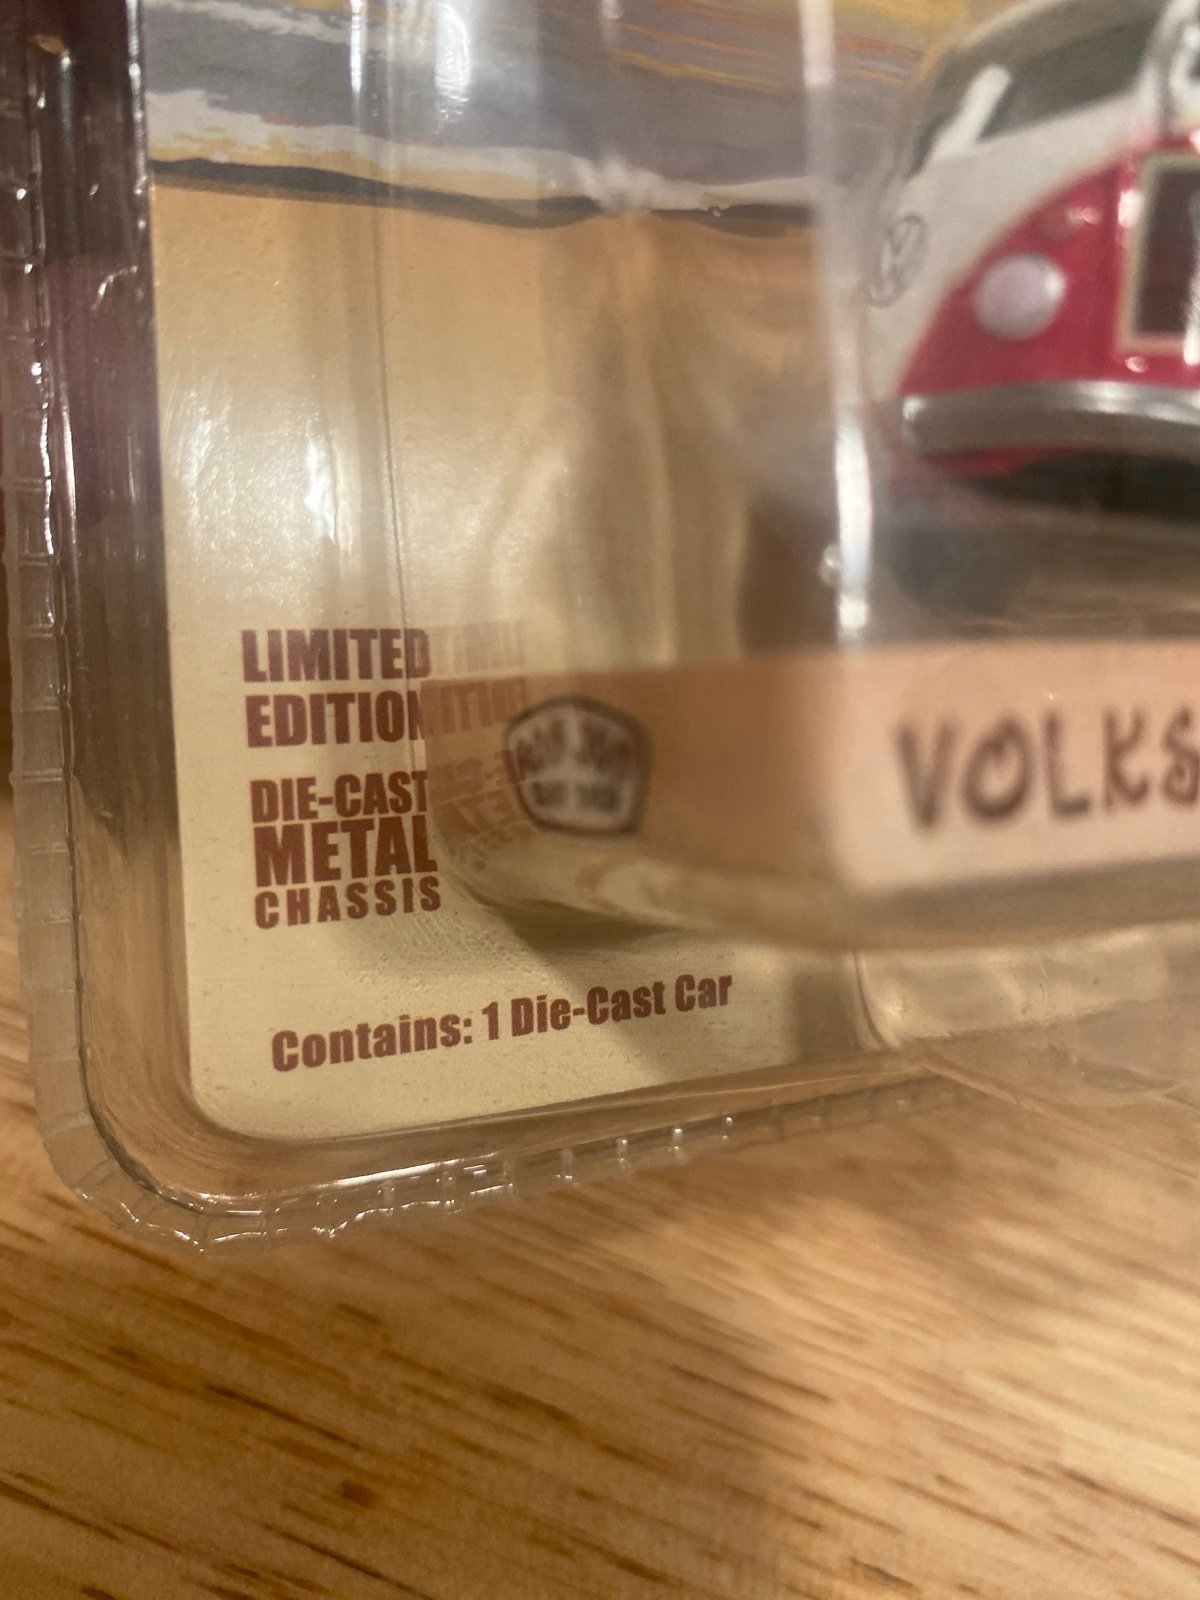 LIMITED
EDITION
DIE-CAST
METAL
CHASSIS
Contains: 1 Die-Cast Car
VOLKS